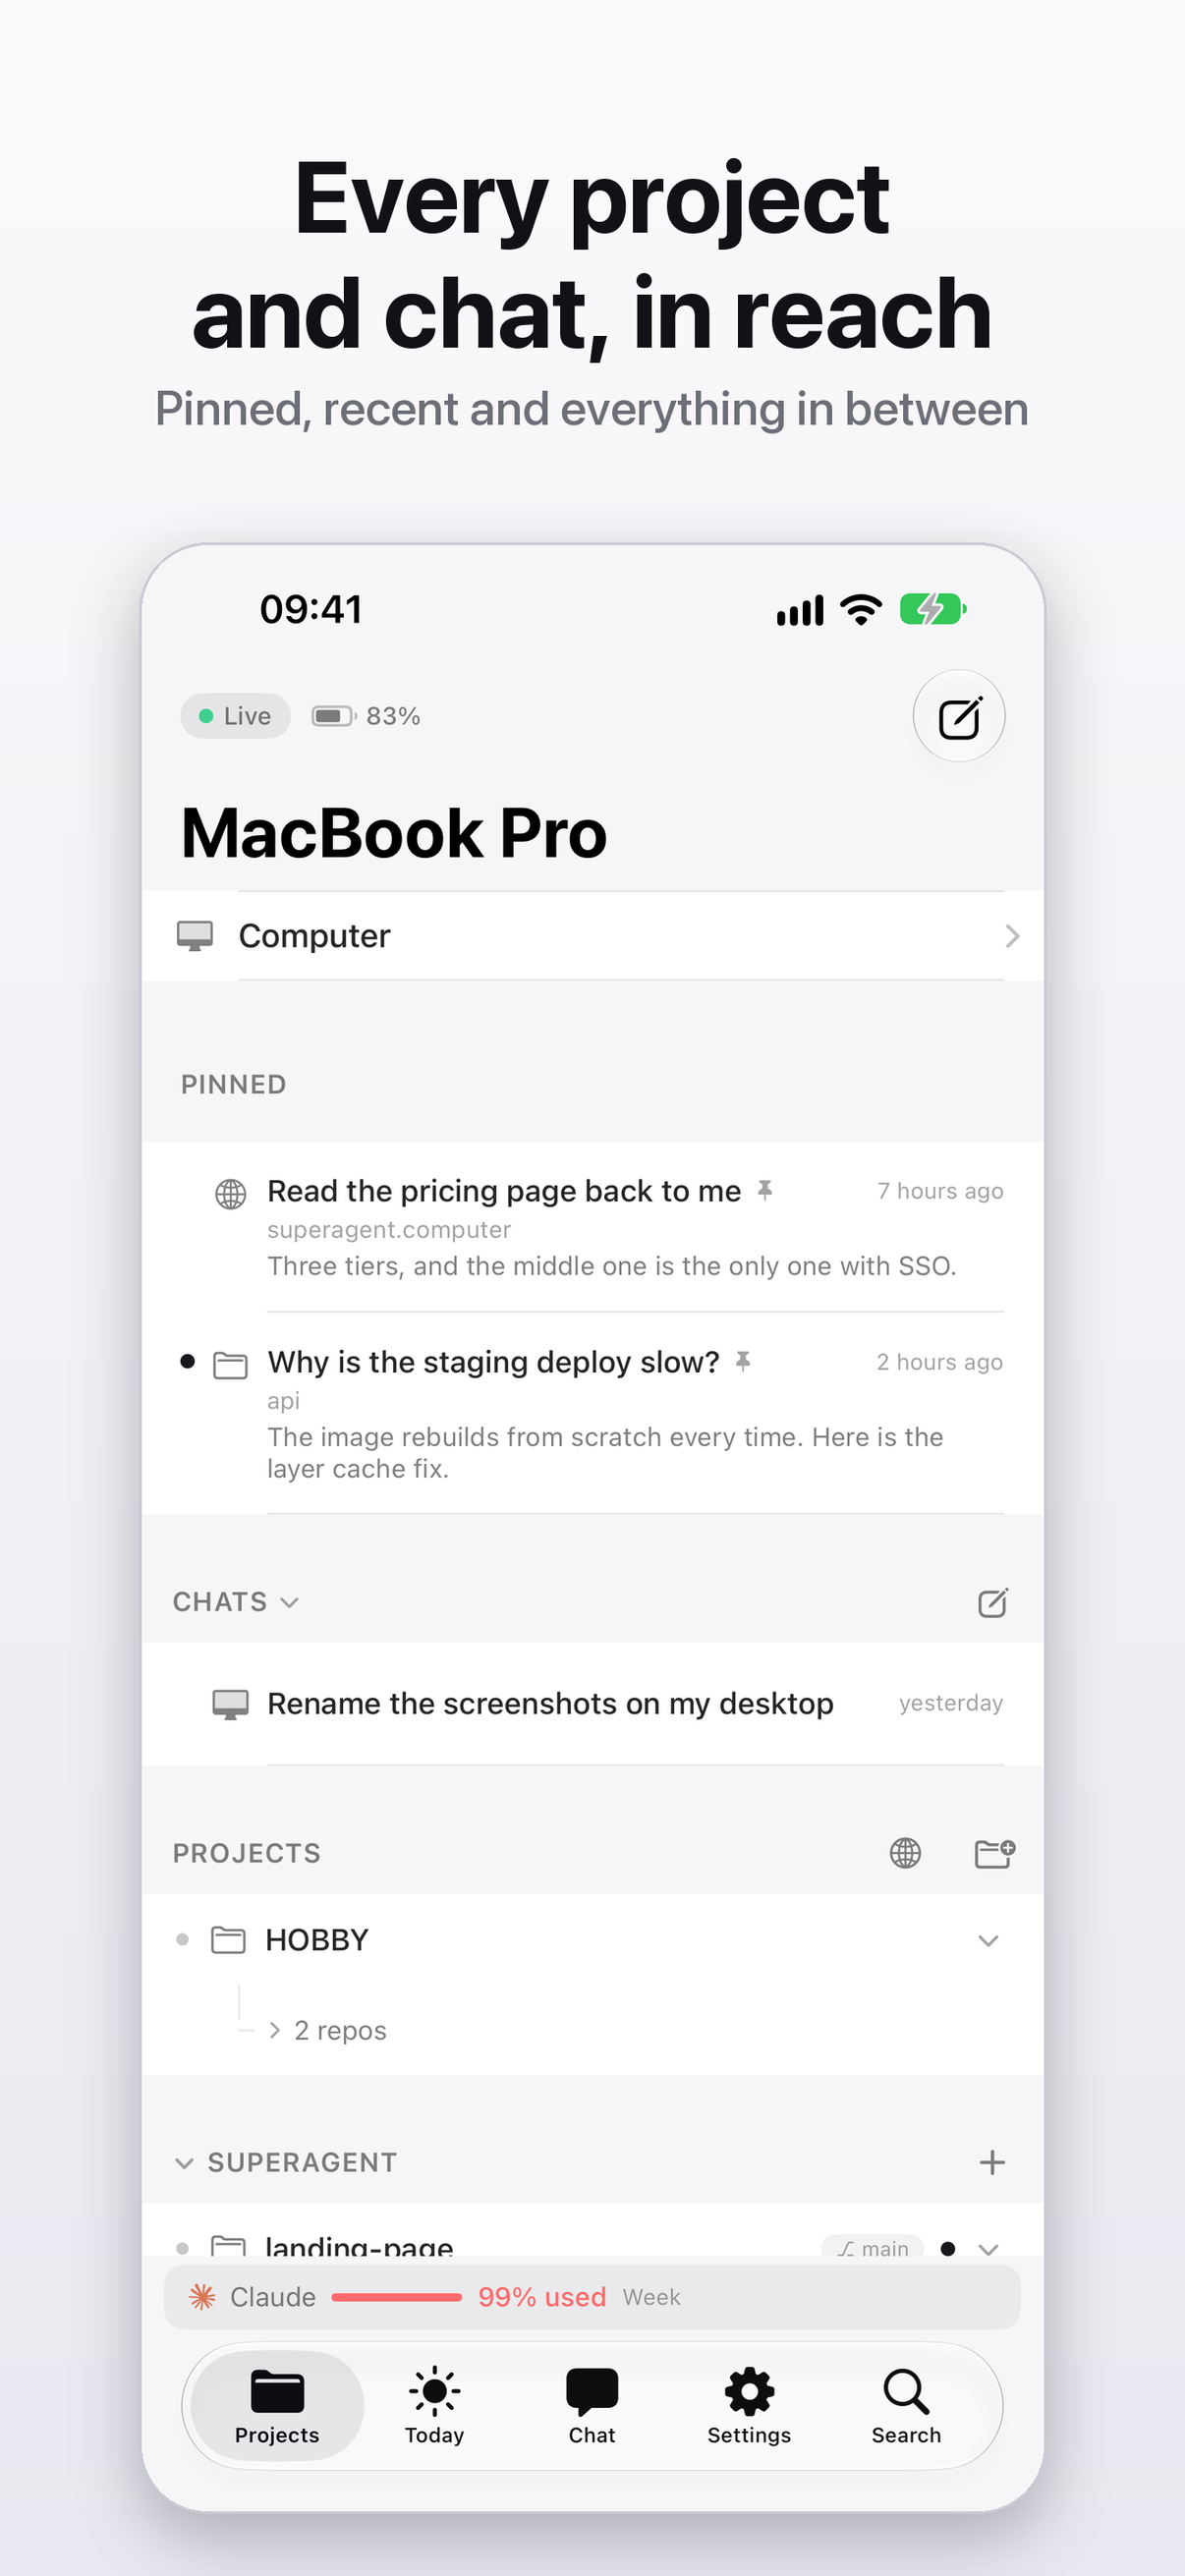 Every project
and chat, in reach
Pinned, recent and everything in between
09:41
Live 83%
MacBook Pro
Computer
PINNED
Read the pricing page back to me 7 hours ago
superagent.computer
Three tiers, and the middle one is the only one with SSO.
Why is the staging deploy slow? 2 hours ago
api
The image rebuilds from scratch every time. Here is the
layer cache fix.
CHATS
Rename the screenshots on my desktop yesterday
PROJECTS
HOBBY
2 repos
SUPERAGENT
landing-page main
Claude 99% used Week
Projects Today Chat Settings Search